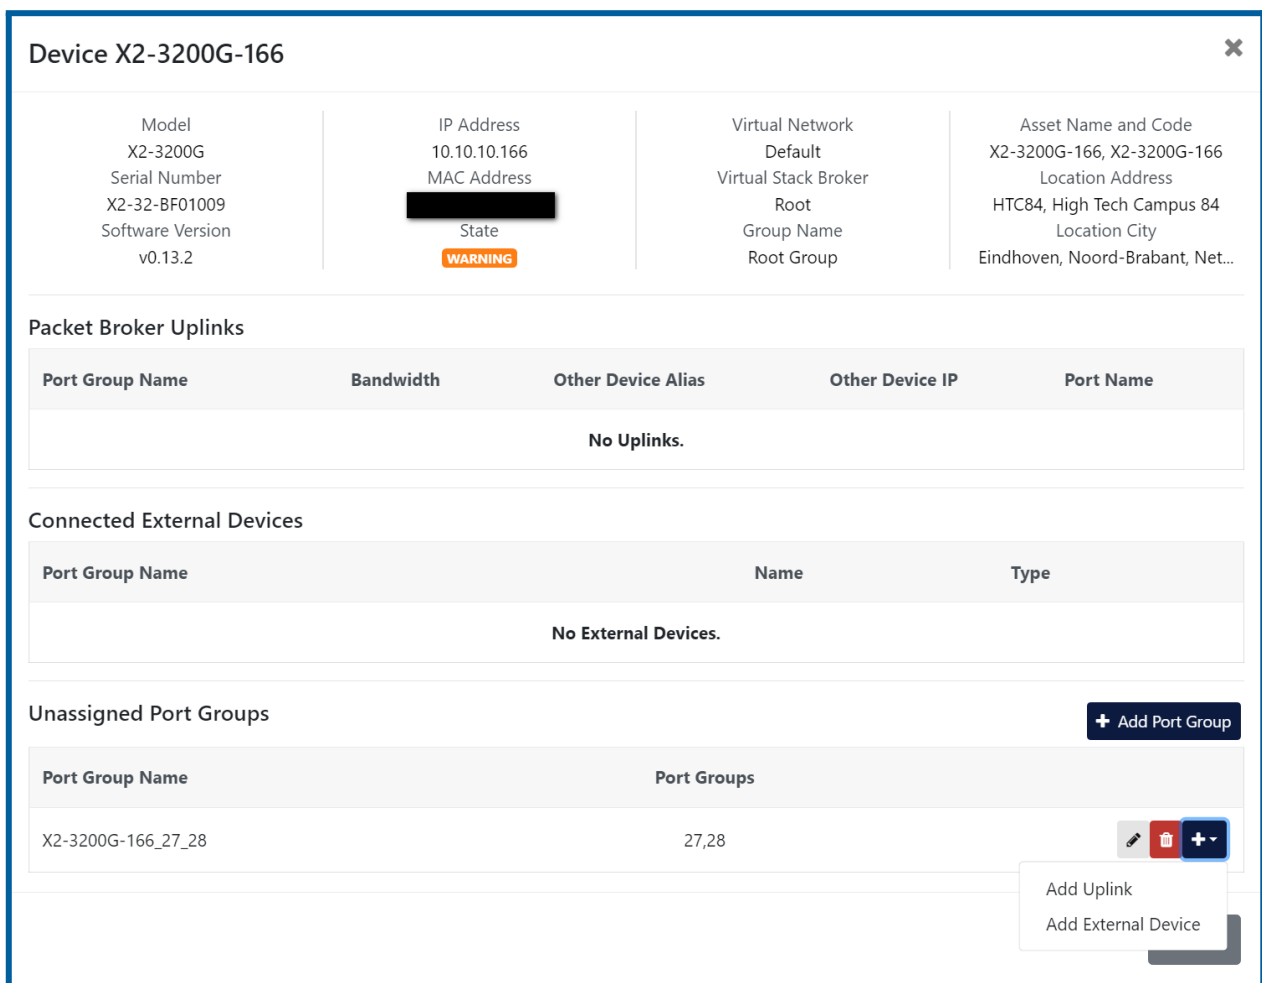 Device X2-3200G-166
Model
X2-3200G
Serial Number
X2-32-BF01009
Software Version
v0.13.2
IP Address
10.10.10.166
MAC Address
State
WARNING
Virtual Network
Default
Virtual Stack Broker
Root
Group Name
Root Group
Asset Name and Code
X2-3200G-166, X2-3200G-166
Location Address
HTC84, High Tech Campus 84
Location City
Eindhoven, Noord-Brabant, Net...
Packet Broker Uplinks
Port Group Name Bandwidth Other Device Alias Other Device IP Port Name
No Uplinks.
Connected External Devices
Port Group Name Name Type
No External Devices.
Unassigned Port Groups
Add Port Group
Port Group Name Port Groups
X2-3200G-166_27_28 27,28
Add Uplink
Add External Device